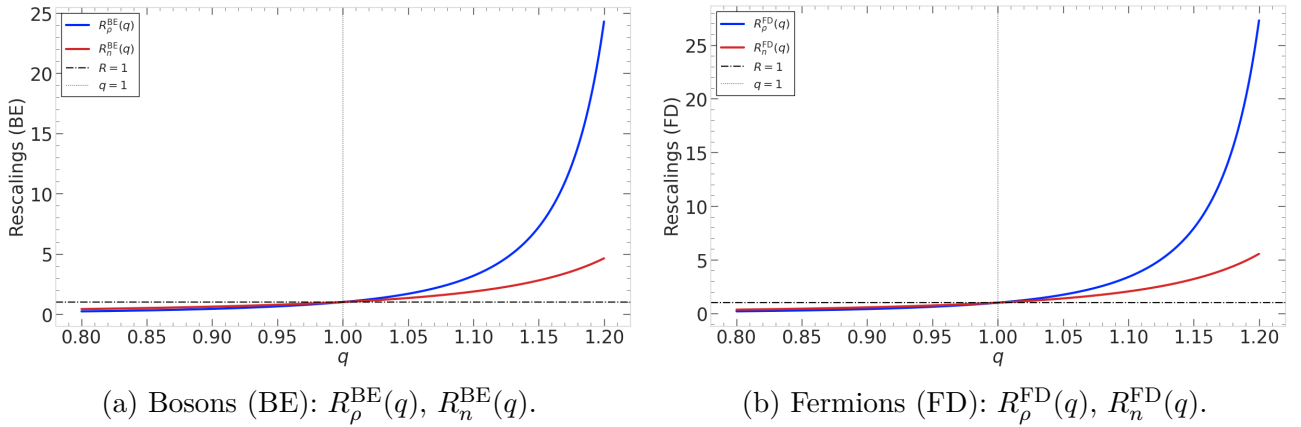 Rescalings (BE)
25
20
15
10
5
0
R_ρ^BE(q)
R_n^BE(q)
R = 1
q = 1
0.80 0.85 0.90 0.95 1.00 1.05 1.10 1.15 1.20
q
(a) Bosons (BE): R_ρ^BE(q), R_n^BE(q).
Rescalings (FD)
25
20
15
10
5
0
R_ρ^FD(q)
R_n^FD(q)
R = 1
q = 1
0.80 0.85 0.90 0.95 1.00 1.05 1.10 1.15 1.20
q
(b) Fermions (FD): R_ρ^FD(q), R_n^FD(q).